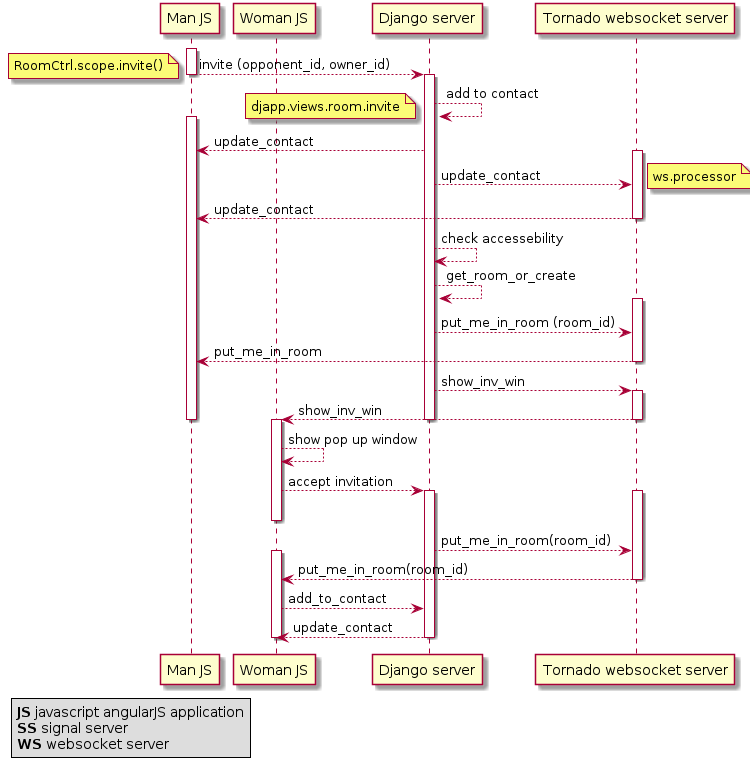 Man JS
Woman JS
Django server
Tornado websocket server
RoomCtrl.scope.invite()
invite (opponent_id, owner_id)
add to contact
djapp.views.room.invite
update_contact
update_contact
ws.processor
update_contact
check accessebility
get_room_or_create
put_me_in_room (room_id)
put_me_in_room
show_inv_win
show_inv_win
show pop up window
accept invitation
put_me_in_room(room_id)
put_me_in_room(room_id)
add_to_contact
update_contact
Man JS
Woman JS
Django server
Tornado websocket server
JS javascript angularJS application
SS signal server
WS websocket server